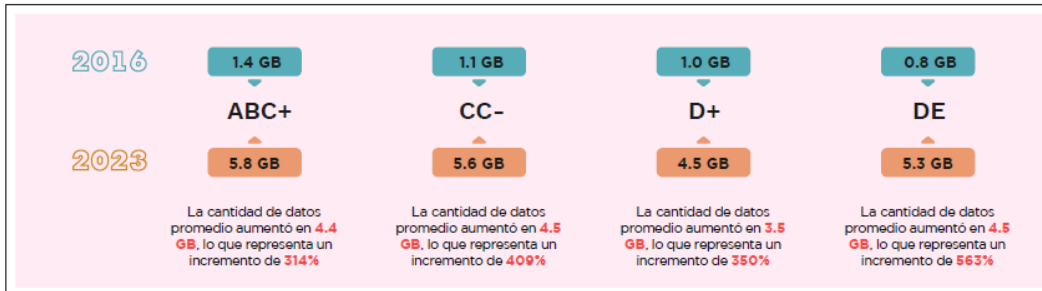 2016
1.4 GB
1.1 GB
1.0 GB
0.8 GB
ABC+
CC-
D+
DE
2023
5.8 GB
5.6 GB
4.5 GB
5.3 GB
La cantidad de datos
promedio aumentó en 4.4
GB, lo que representa un
incremento de 314%
La cantidad de datos
promedio aumentó en 4.5
GB, lo que representa un
incremento de 409%
La cantidad de datos
promedio aumentó en 3.5
GB, lo que representa un
incremento de 350%
La cantidad de datos
promedio aumentó en 4.5
GB, lo que representa un
incremento de 563%